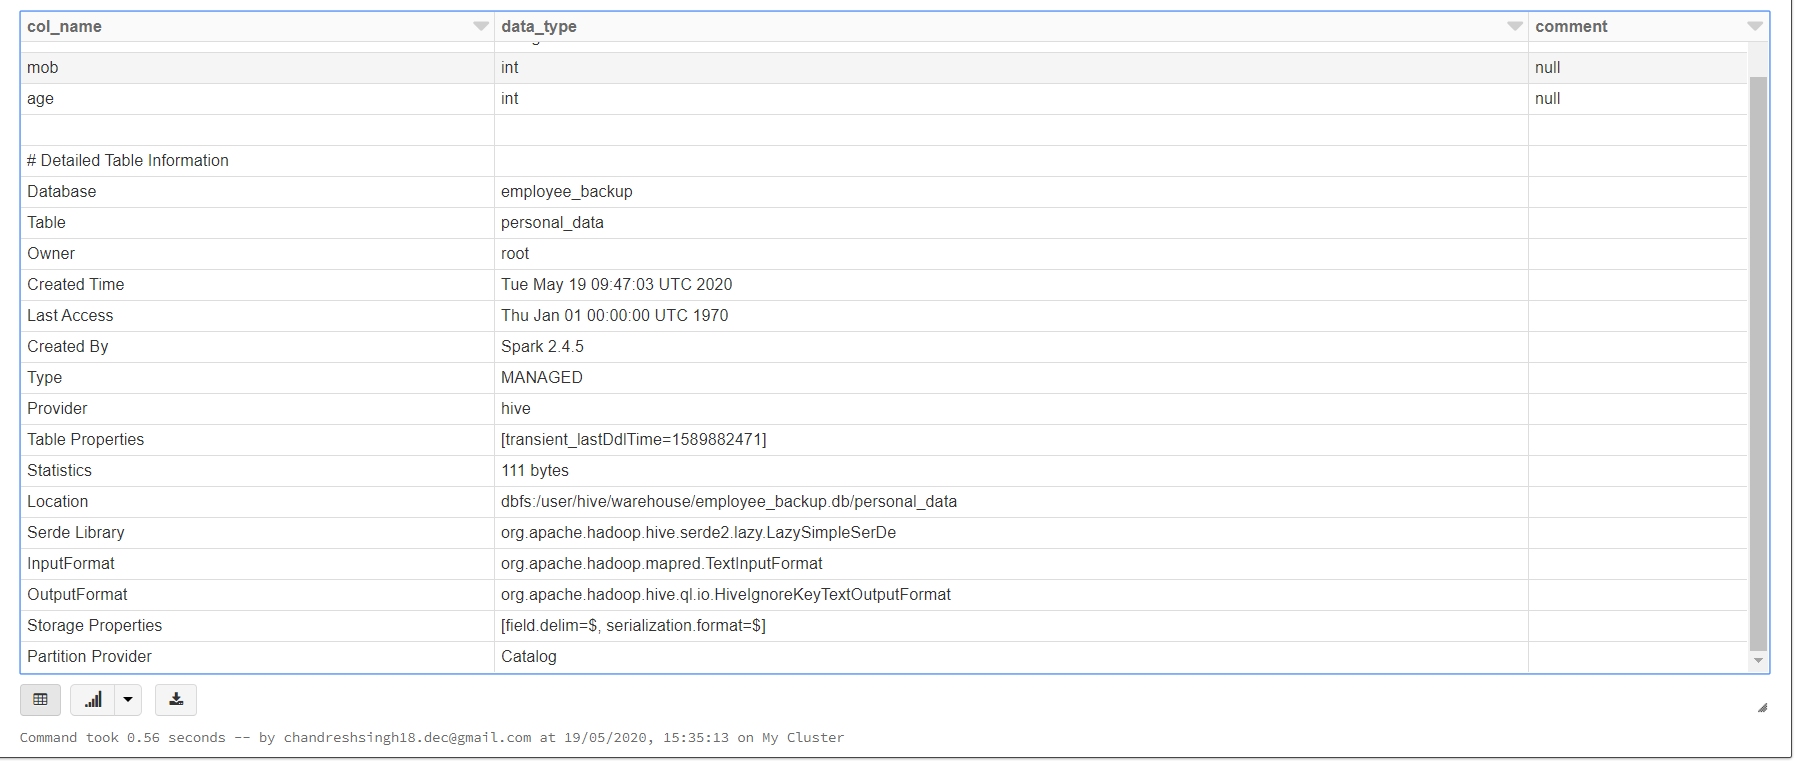 col_name data_type comment
mob int null
age int null
# Detailed Table Information
Database employee_backup
Table personal_data
Owner root
Created Time Tue May 19 09:47:03 UTC 2020
Last Access Thu Jan 01 00:00:00 UTC 1970
Created By Spark 2.4.5
Type MANAGED
Provider hive
Table Properties [transient_lastDdlTime=1589882471]
Statistics 111 bytes
Location dbfs:/user/hive/warehouse/employee_backup.db/personal_data
Serde Library org.apache.hadoop.hive.serde2.lazy.LazySimpleSerDe
InputFormat org.apache.hadoop.mapred.TextInputFormat
OutputFormat org.apache.hadoop.hive.ql.io.HiveIgnoreKeyTextOutputFormat
Storage Properties [field.delim=$, serialization.format=$]
Partition Provider Catalog
Command took 0.56 seconds -- by chandreshsingh18.dec@gmail.com at 19/05/2020, 15:35:13 on My Cluster